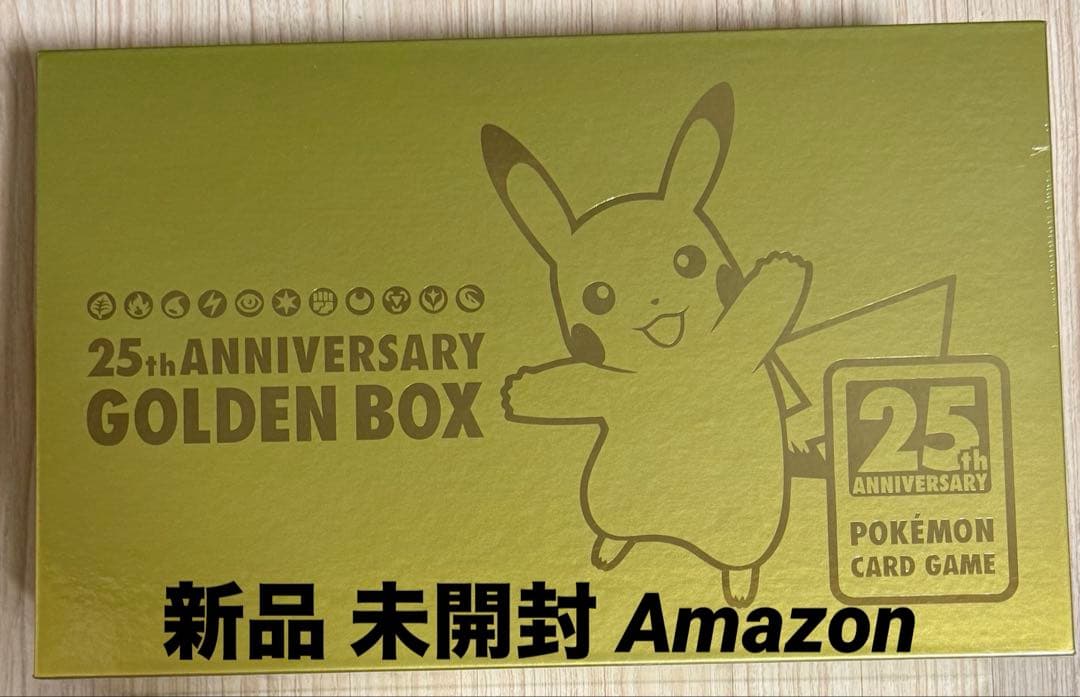 25th ANNIVERSARY
GOLDEN BOX
25th
ANNIVERSARY
POKÉMON
CARD GAME
新品 未開封 Amazon